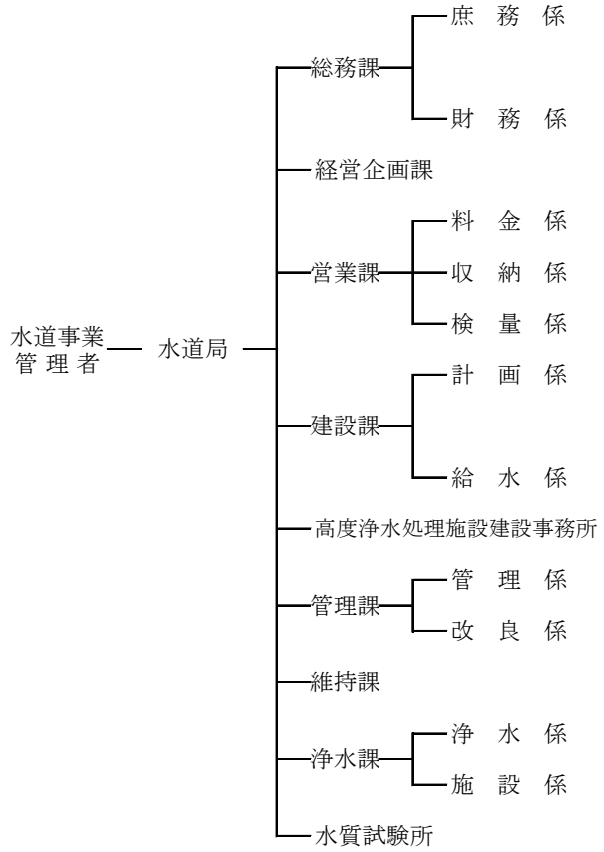 水道事業
管理者
水道局
総務課
庶務係
財務係
経営企画課
営業課
料金係
収納係
検量係
建設課
計画係
給水係
高度浄水処理施設建設事務所
管理課
管理係
改良係
維持課
浄水課
浄水係
施設係
水質試験所